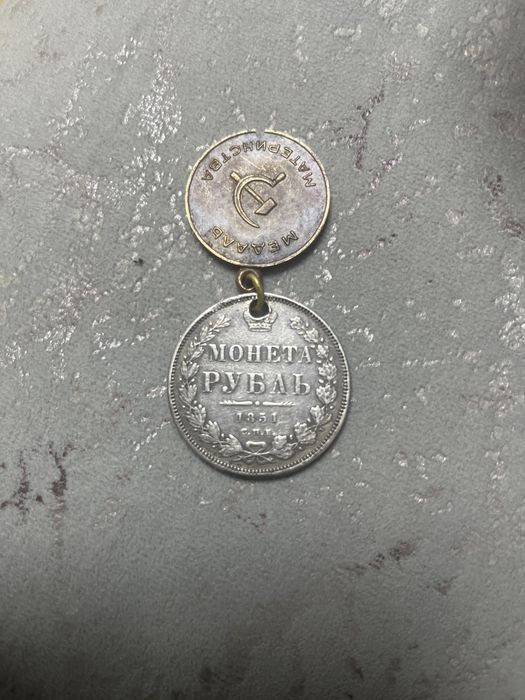 МЕДАЛЬ
МАТЕРИНСТВА
МОНЕТА
РУБЛЬ
1851
С.П.Б.